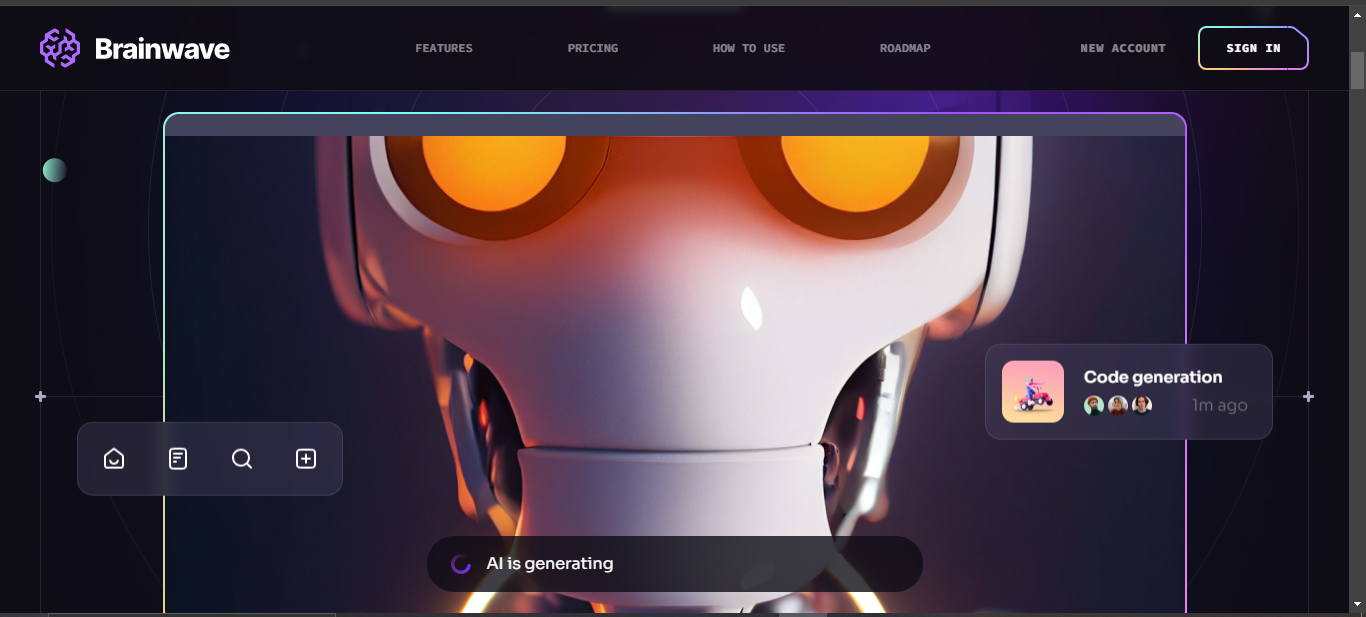 Brainwave
FEATURES
PRICING
HOW TO USE
ROADMAP
NEW ACCOUNT
SIGN IN
Code generation
1m ago
AI is generating